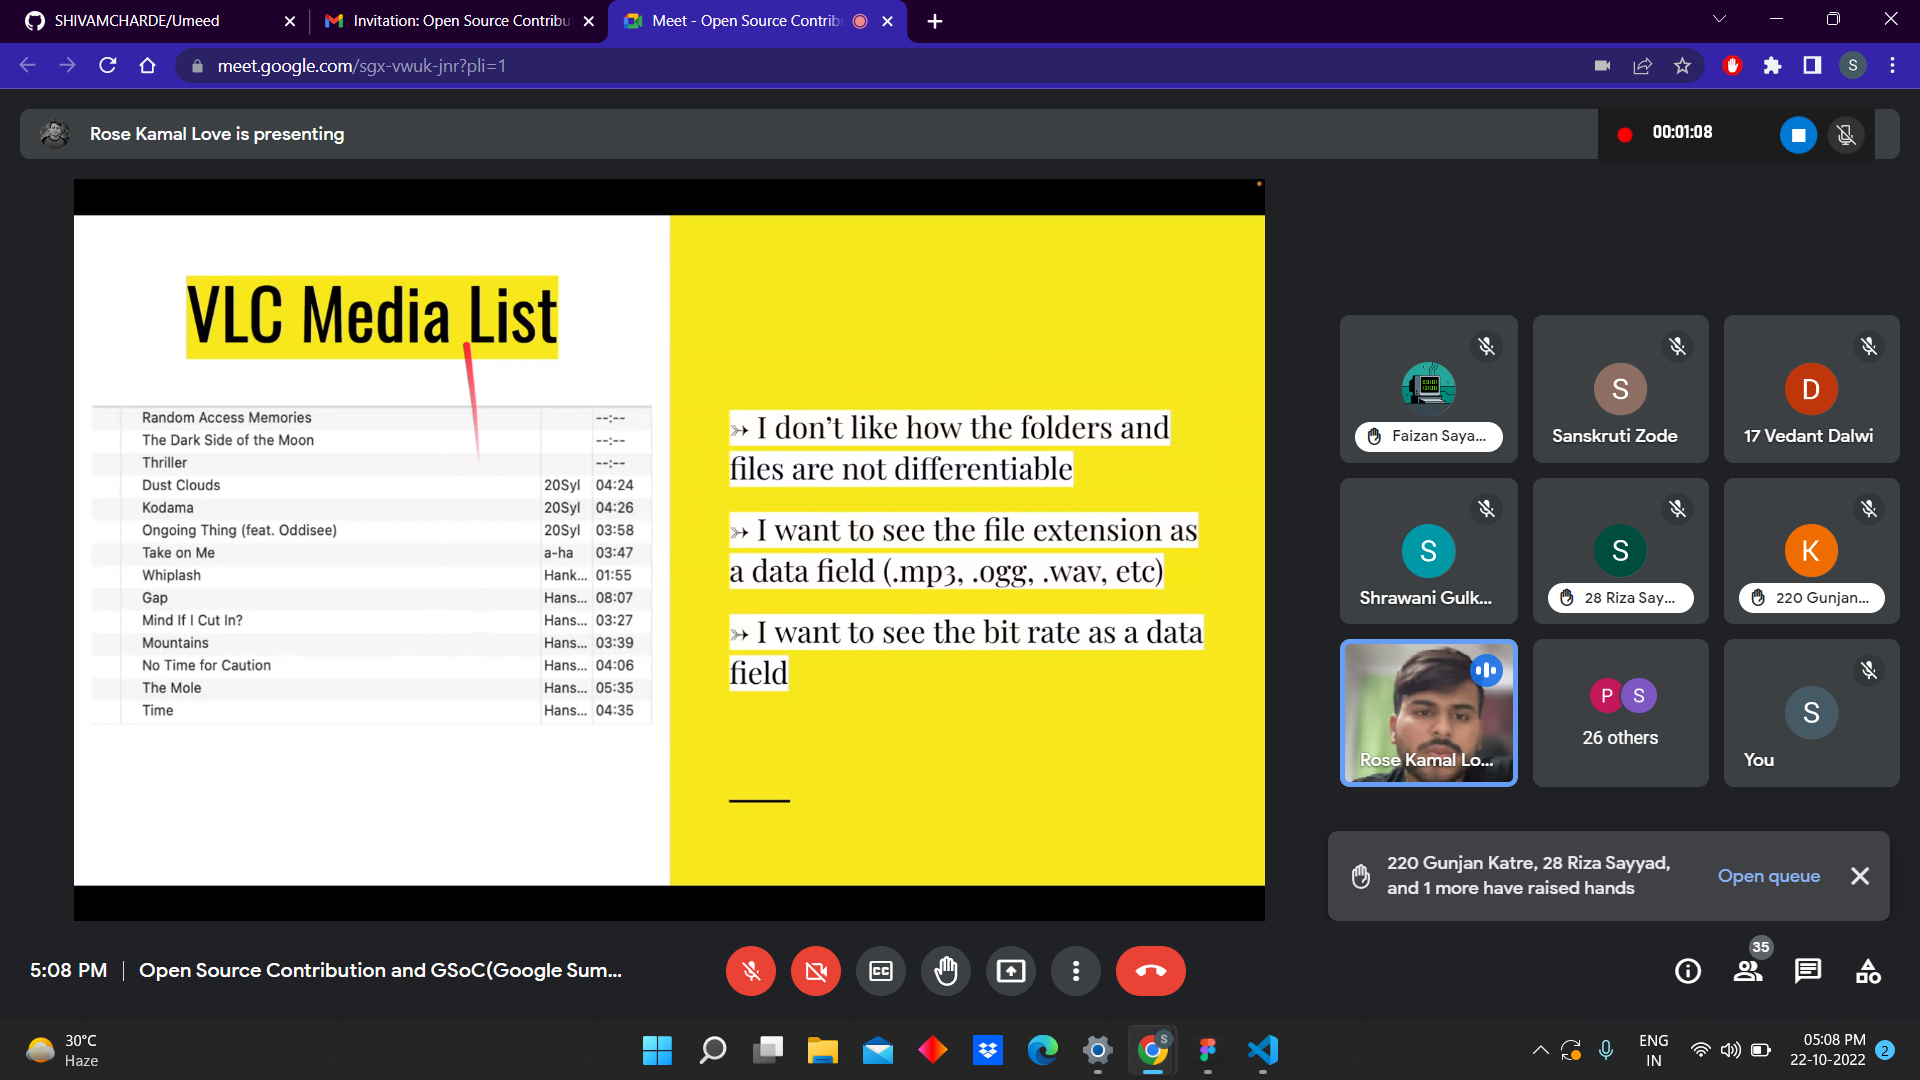 SHIVAMCHARDE/Umeed
Invitation: Open Source Contribu
Meet - Open Source Contrib
meet.google.com/sgx-vwuk-jnr?pli=1
S
Rose Kamal Love is presenting
00:01:08
VLC Media List
Random Access Memories --:--
The Dark Side of the Moon --:--
Thriller --:--
Dust Clouds 20Syl 04:24
Kodama 20Syl 04:26
Ongoing Thing (feat. Oddisee) 20Syl 03:58
Take on Me a-ha 03:47
Whiplash Hank... 01:55
Gap Hans... 08:07
Mind If I Cut In? Hans... 03:27
Mountains Hans... 03:39
No Time for Caution Hans... 04:06
The Mole Hans... 05:35
Time Hans... 04:35
➳ I don’t like how the folders and
files are not differentiable
➳ I want to see the file extension as
a data field (.mp3, .ogg, .wav, etc)
➳ I want to see the bit rate as a data
field
Faizan Saya...
S
Sanskruti Zode
D
17 Vedant Dalwi
S
Shrawani Gulk...
S
28 Riza Say...
K
220 Gunjan...
Rose Kamal Lo...
P S
26 others
S
You
220 Gunjan Katre, 28 Riza Sayyad,
and 1 more have raised hands
Open queue
5:08 PM | Open Source Contribution and GSoC(Google Sum...
CC
35
30°C
Haze
S
ENG
IN
05:08 PM
22-10-2022
2